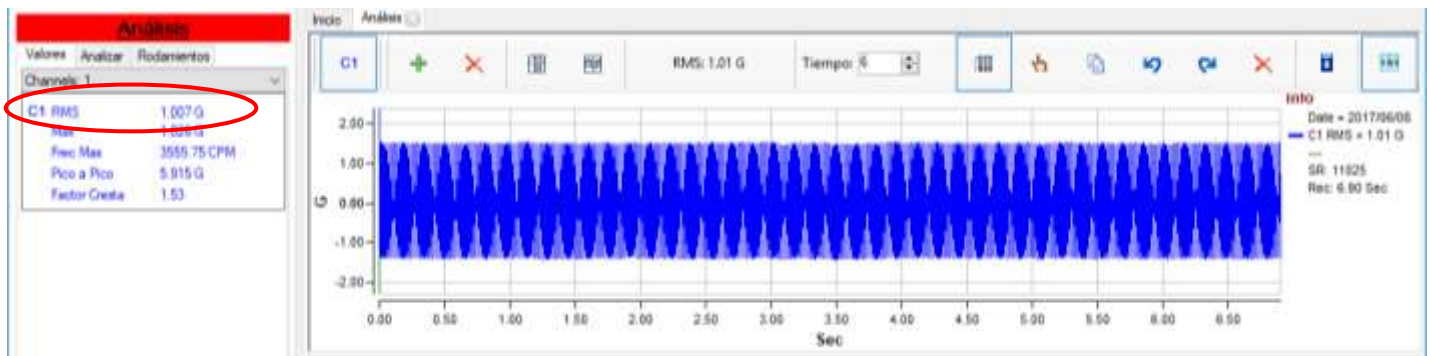 Análisis
Valores Analizar Rodamientos
Channels: 1
C1 RMS 1.007 G
Max 1.026 G
Frec Max 3555.75 CPM
Pico a Pico 5.915 G
Factor Cresta 1.53
Inicio Análisis
C1 RMS: 1.01 G Tiempo: 6
Info
Date = 2017/06/06
C1 RMS = 1.01 G
---
SR: 11025
Rec: 6.90 Sec
G
2.00
1.00
0.00
-1.00
-2.00
0.00 0.50 1.00 1.50 2.00 2.50 3.00 3.50 4.00 4.50 5.00 5.50 6.00 6.50
Sec